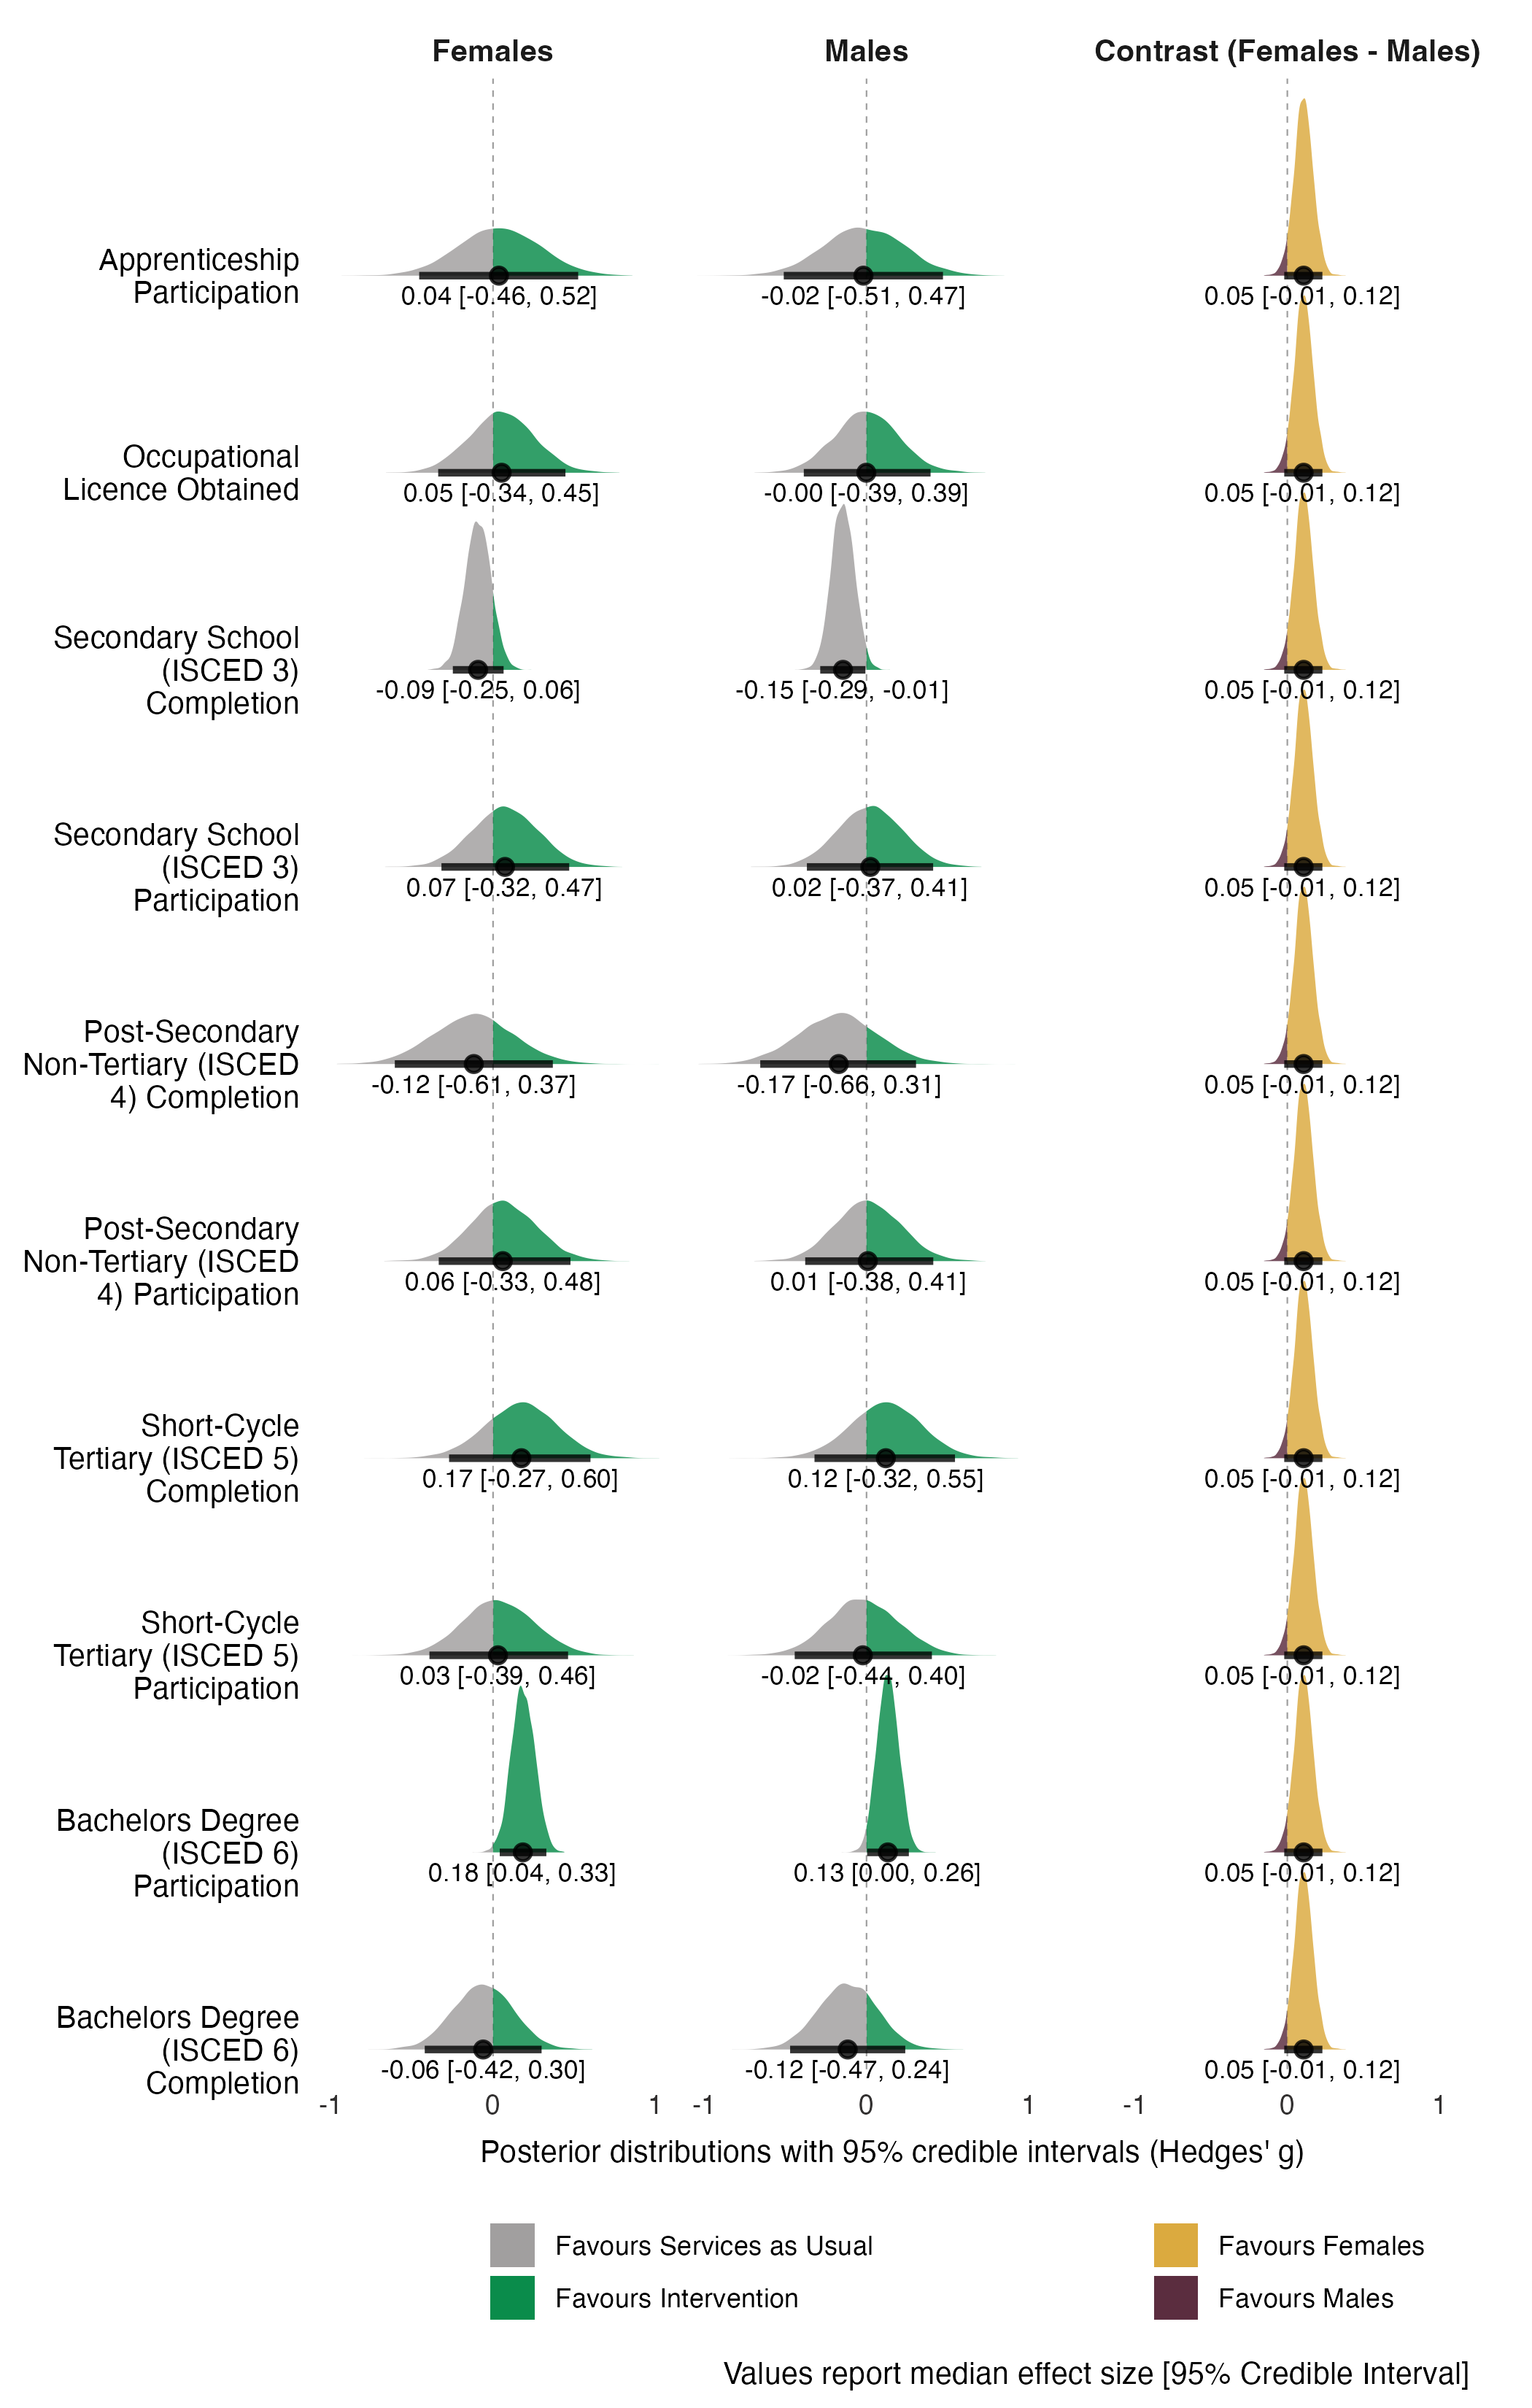 Females Males Contrast (Females - Males)
Apprenticeship
Participation
0.04 [-0.46, 0.52] -0.02 [-0.51, 0.47] 0.05 [-0.01, 0.12]
Occupational
Licence Obtained
0.05 [-0.34, 0.45] -0.00 [-0.39, 0.39] 0.05 [-0.01, 0.12]
Secondary School
(ISCED 3)
Completion
-0.09 [-0.25, 0.06] -0.15 [-0.29, -0.01] 0.05 [-0.01, 0.12]
Secondary School
(ISCED 3)
Participation
0.07 [-0.32, 0.47] 0.02 [-0.37, 0.41] 0.05 [-0.01, 0.12]
Post-Secondary
Non-Tertiary (ISCED
4) Completion
-0.12 [-0.61, 0.37] -0.17 [-0.66, 0.31] 0.05 [-0.01, 0.12]
Post-Secondary
Non-Tertiary (ISCED
4) Participation
0.06 [-0.33, 0.48] 0.01 [-0.38, 0.41] 0.05 [-0.01, 0.12]
Short-Cycle
Tertiary (ISCED 5)
Completion
0.17 [-0.27, 0.60] 0.12 [-0.32, 0.55] 0.05 [-0.01, 0.12]
Short-Cycle
Tertiary (ISCED 5)
Participation
0.03 [-0.39, 0.46] -0.02 [-0.44, 0.40] 0.05 [-0.01, 0.12]
Bachelors Degree
(ISCED 6)
Participation
0.18 [0.04, 0.33] 0.13 [0.00, 0.26] 0.05 [-0.01, 0.12]
Bachelors Degree
(ISCED 6)
Completion
-0.06 [-0.42, 0.30] -0.12 [-0.47, 0.24] 0.05 [-0.01, 0.12]
-1 0 1 -1 0 1 -1 0 1
Posterior distributions with 95% credible intervals (Hedges' g)
Favours Services as Usual
Favours Intervention
Favours Females
Favours Males
Values report median effect size [95% Credible Interval]